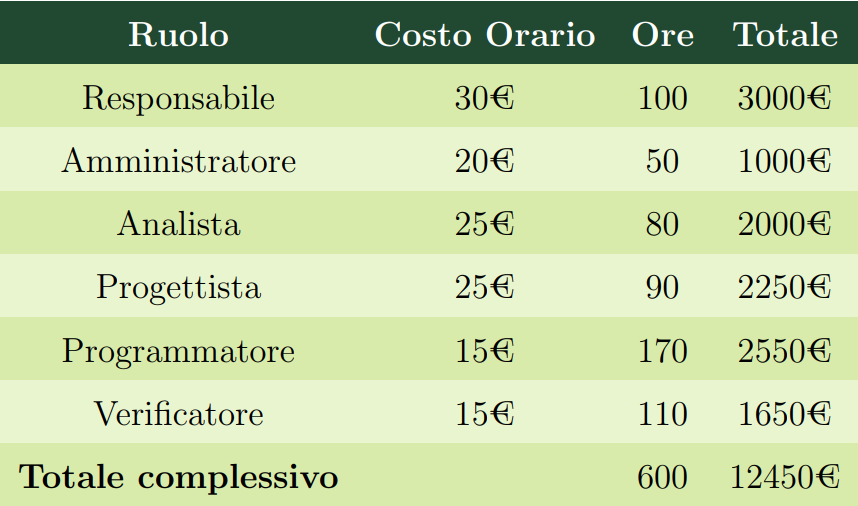 Ruolo Costo Orario Ore Totale
Responsabile 30€ 100 3000€
Amministratore 20€ 50 1000€
Analista 25€ 80 2000€
Progettista 25€ 90 2250€
Programmatore 15€ 170 2550€
Verificatore 15€ 110 1650€
Totale complessivo 600 12450€